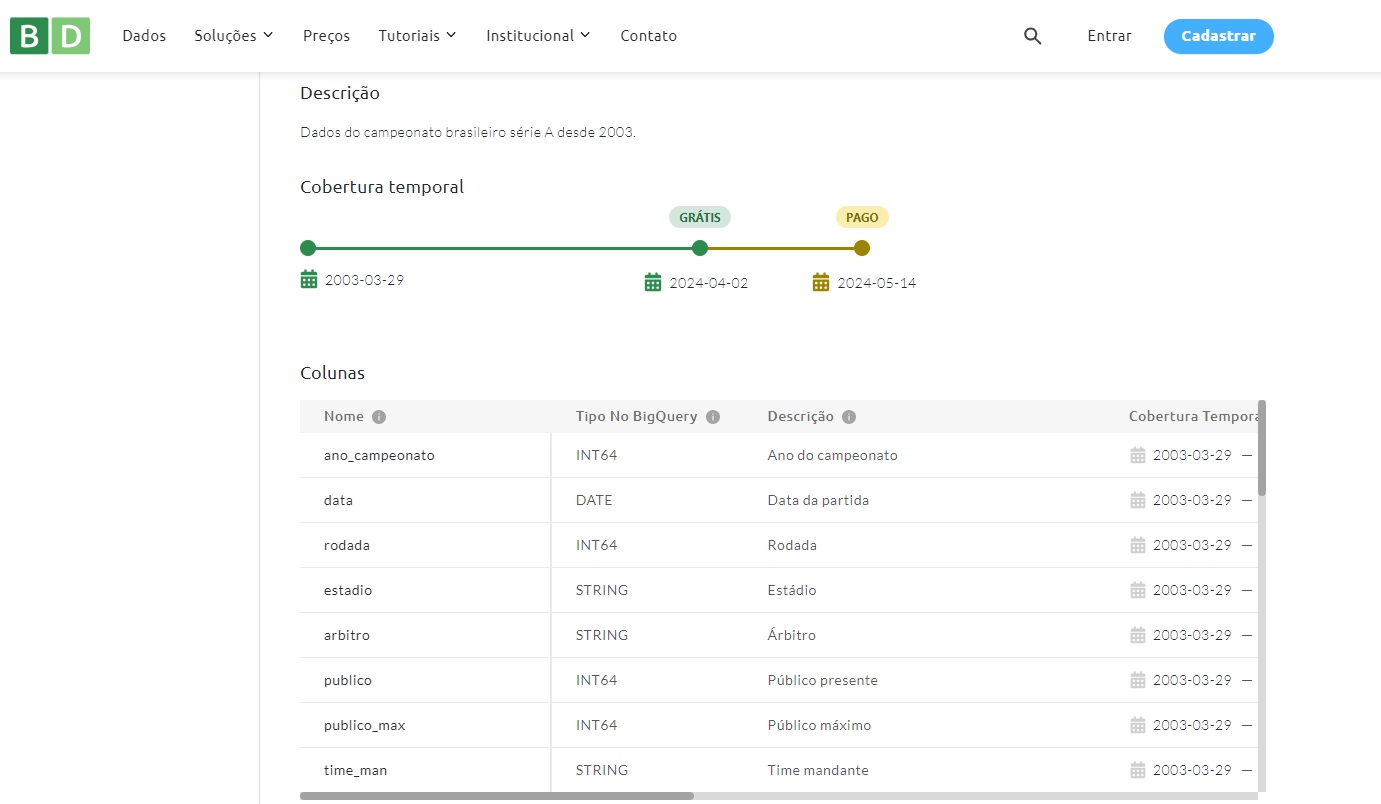 BD Dados Soluções Preços Tutoriais Institucional Contato Entrar Cadastrar
Descrição
Dados do campeonato brasileiro série A desde 2003.
Cobertura temporal
GRÁTIS PAGO
2003-03-29 2024-04-02 2024-05-14
Colunas
Nome Tipo No BigQuery Descrição Cobertura Tempora
ano_campeonato INT64 Ano do campeonato 2003-03-29 —
data DATE Data da partida 2003-03-29 —
rodada INT64 Rodada 2003-03-29 —
estadio STRING Estádio 2003-03-29 —
arbitro STRING Árbitro 2003-03-29 —
publico INT64 Público presente 2003-03-29 —
publico_max INT64 Público máximo 2003-03-29 —
time_man STRING Time mandante 2003-03-29 —